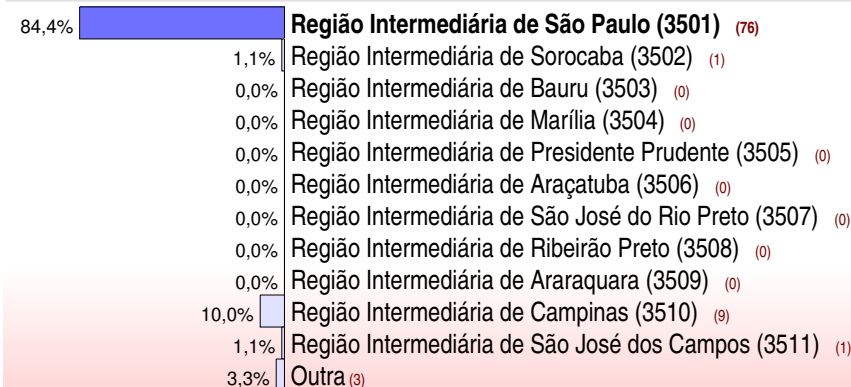 84,4% Região Intermediária de São Paulo (3501) (76)
1,1% Região Intermediária de Sorocaba (3502) (1)
0,0% Região Intermediária de Bauru (3503) (0)
0,0% Região Intermediária de Marília (3504) (0)
0,0% Região Intermediária de Presidente Prudente (3505) (0)
0,0% Região Intermediária de Araçatuba (3506) (0)
0,0% Região Intermediária de São José do Rio Preto (3507) (0)
0,0% Região Intermediária de Ribeirão Preto (3508) (0)
0,0% Região Intermediária de Araraquara (3509) (0)
10,0% Região Intermediária de Campinas (3510) (9)
1,1% Região Intermediária de São José dos Campos (3511) (1)
3,3% Outra (3)